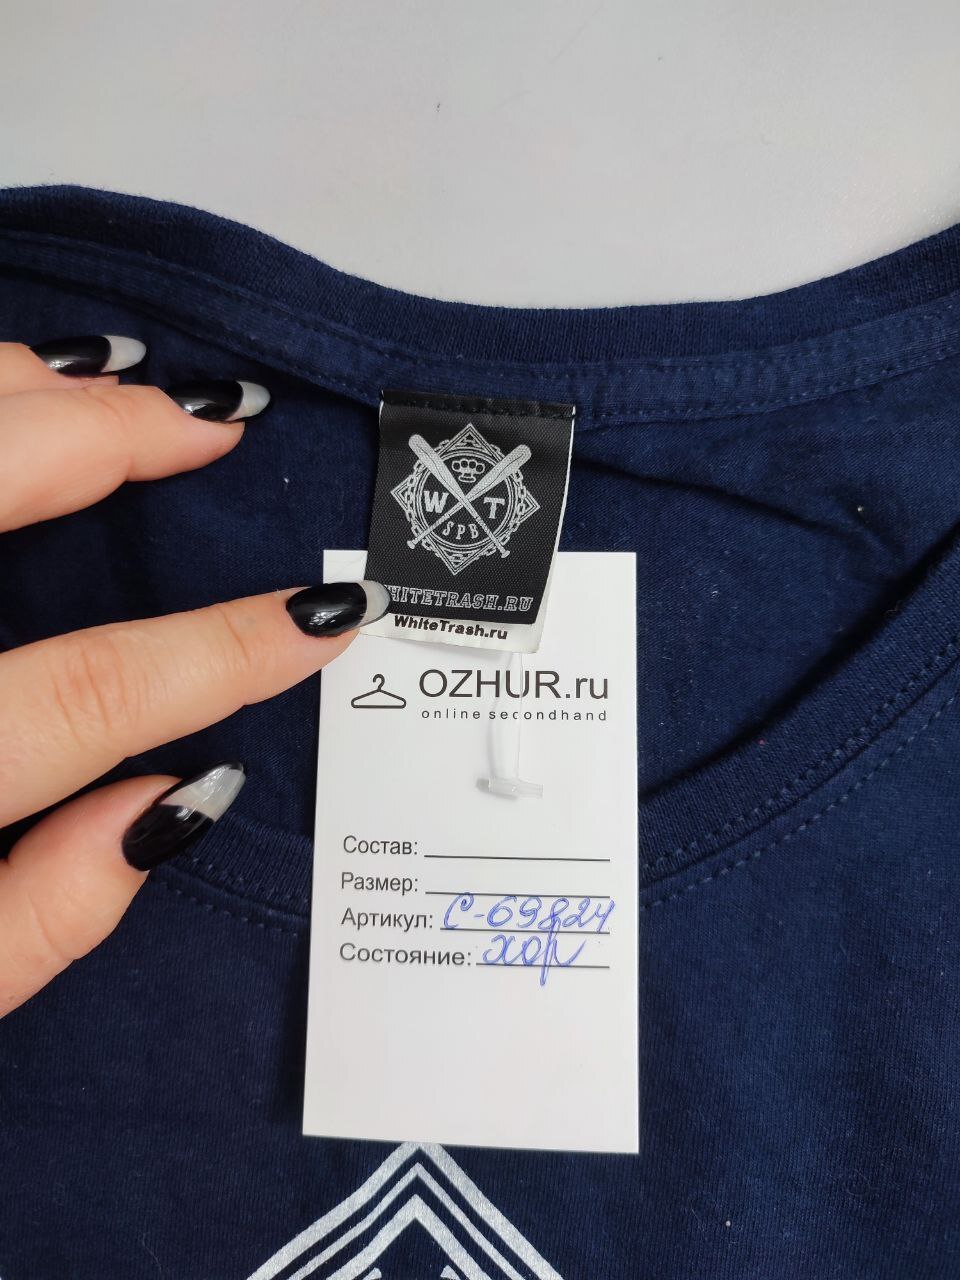 W T
SPB
WHITETRASH.RU
WhiteTrash.ru
OZHUR.ru
online secondhand
Состав:
Размер:
Артикул: С-69824
Состояние: хор